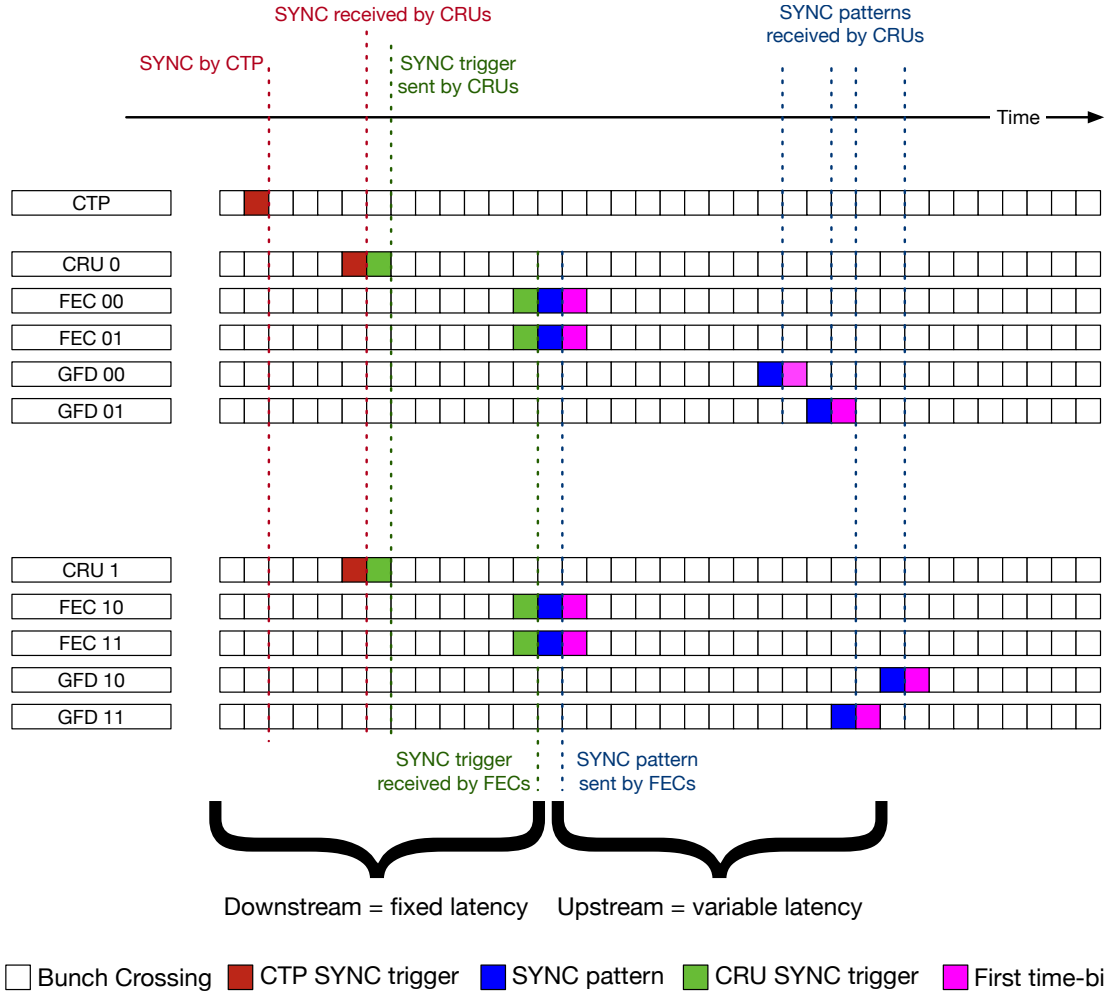 SYNC received by CRUs
SYNC patterns
received by CRUs
SYNC by CTP
SYNC trigger
sent by CRUs
Time
CTP
CRU 0
FEC 00
FEC 01
GFD 00
GFD 01
CRU 1
FEC 10
FEC 11
GFD 10
GFD 11
SYNC trigger
received by FECs
SYNC pattern
sent by FECs
Downstream = fixed latency
Upstream = variable latency
Bunch Crossing
CTP SYNC trigger
SYNC pattern
CRU SYNC trigger
First time-bi